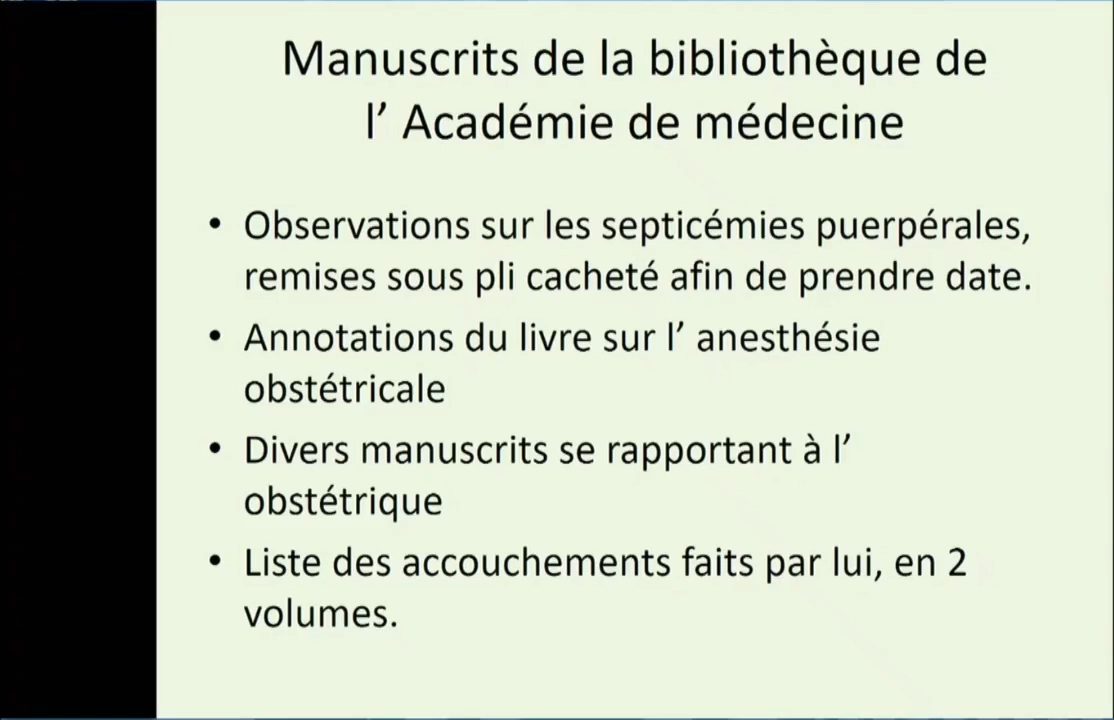 Manuscrits de la bibliothèque de
l’ Académie de médecine
• Observations sur les septicémies puerpérales,
remises sous pli cacheté afin de prendre date.
• Annotations du livre sur l’ anesthésie
obstétricale
• Divers manuscrits se rapportant à l’
obstétrique
• Liste des accouchements faits par lui, en 2
volumes.